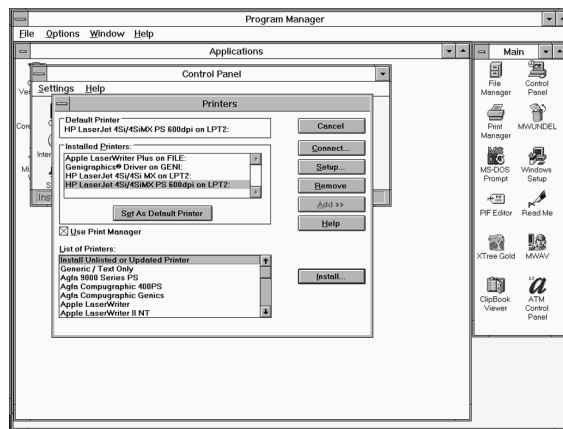 Program Manager
File Options Window Help
Applications
Control Panel
Settings Help
Printers
Default Printer
HP LaserJet 4Si/4SiMX PS 600dpi on LPT2:
Installed Printers:
Apple LaserWriter Plus on FILE:
Genigraphics® Driver on GENI:
HP LaserJet 4Si/4Si MX on LPT2:
HP LaserJet 4Si/4SiMX PS 600dpi on LPT2:
Set As Default Printer
Use Print Manager
List of Printers:
Install Unlisted or Updated Printer
Generic / Text Only
Agfa 9000 Series PS
Agfa Compugraphic 400PS
Agfa Compugraphic Genics
Apple LaserWriter
Apple LaserWriter II NT
Cancel
Connect...
Setup...
Remove
Add >>
Help
Install...
Main
File
Manager
Control
Panel
Print
Manager
MWUNDEL
MS-DOS
Prompt
Windows
Setup
PIF Editor
Read Me
XTree Gold
MWAV
ClipBook
Viewer
ATM
Control
Panel